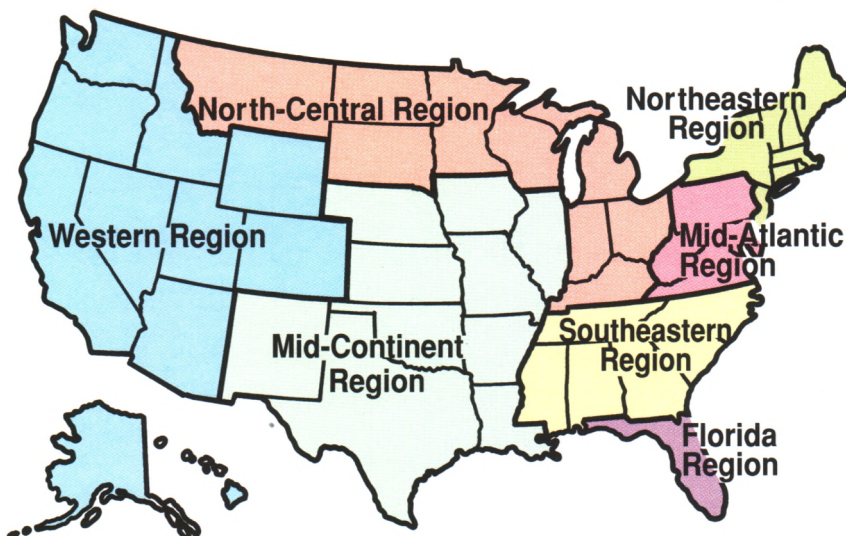 North-Central Region
Northeastern
Region
Western Region
Mid-Atlantic
Region
Mid-Continent
Region
Southeastern
Region
Florida
Region